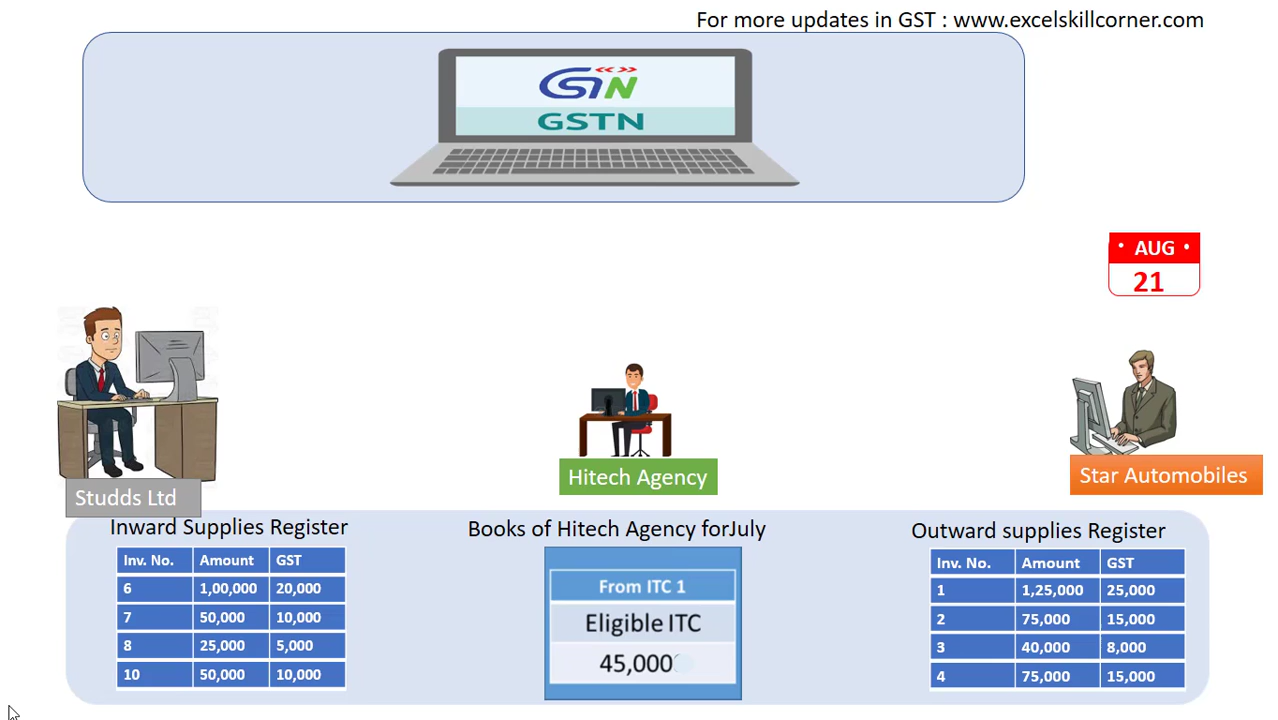 For more updates in GST : www.excelskillcorner.com
GSTN
GSTN
• AUG •
21
Studds Ltd
Hitech Agency
Star Automobiles
Inward Supplies Register
Inv. No. Amount GST
6 1,00,000 20,000
7 50,000 10,000
8 25,000 5,000
10 50,000 10,000
Books of Hitech Agency forJuly
From ITC 1
Eligible ITC
45,000
Outward supplies Register
Inv. No. Amount GST
1 1,25,000 25,000
2 75,000 15,000
3 40,000 8,000
4 75,000 15,000